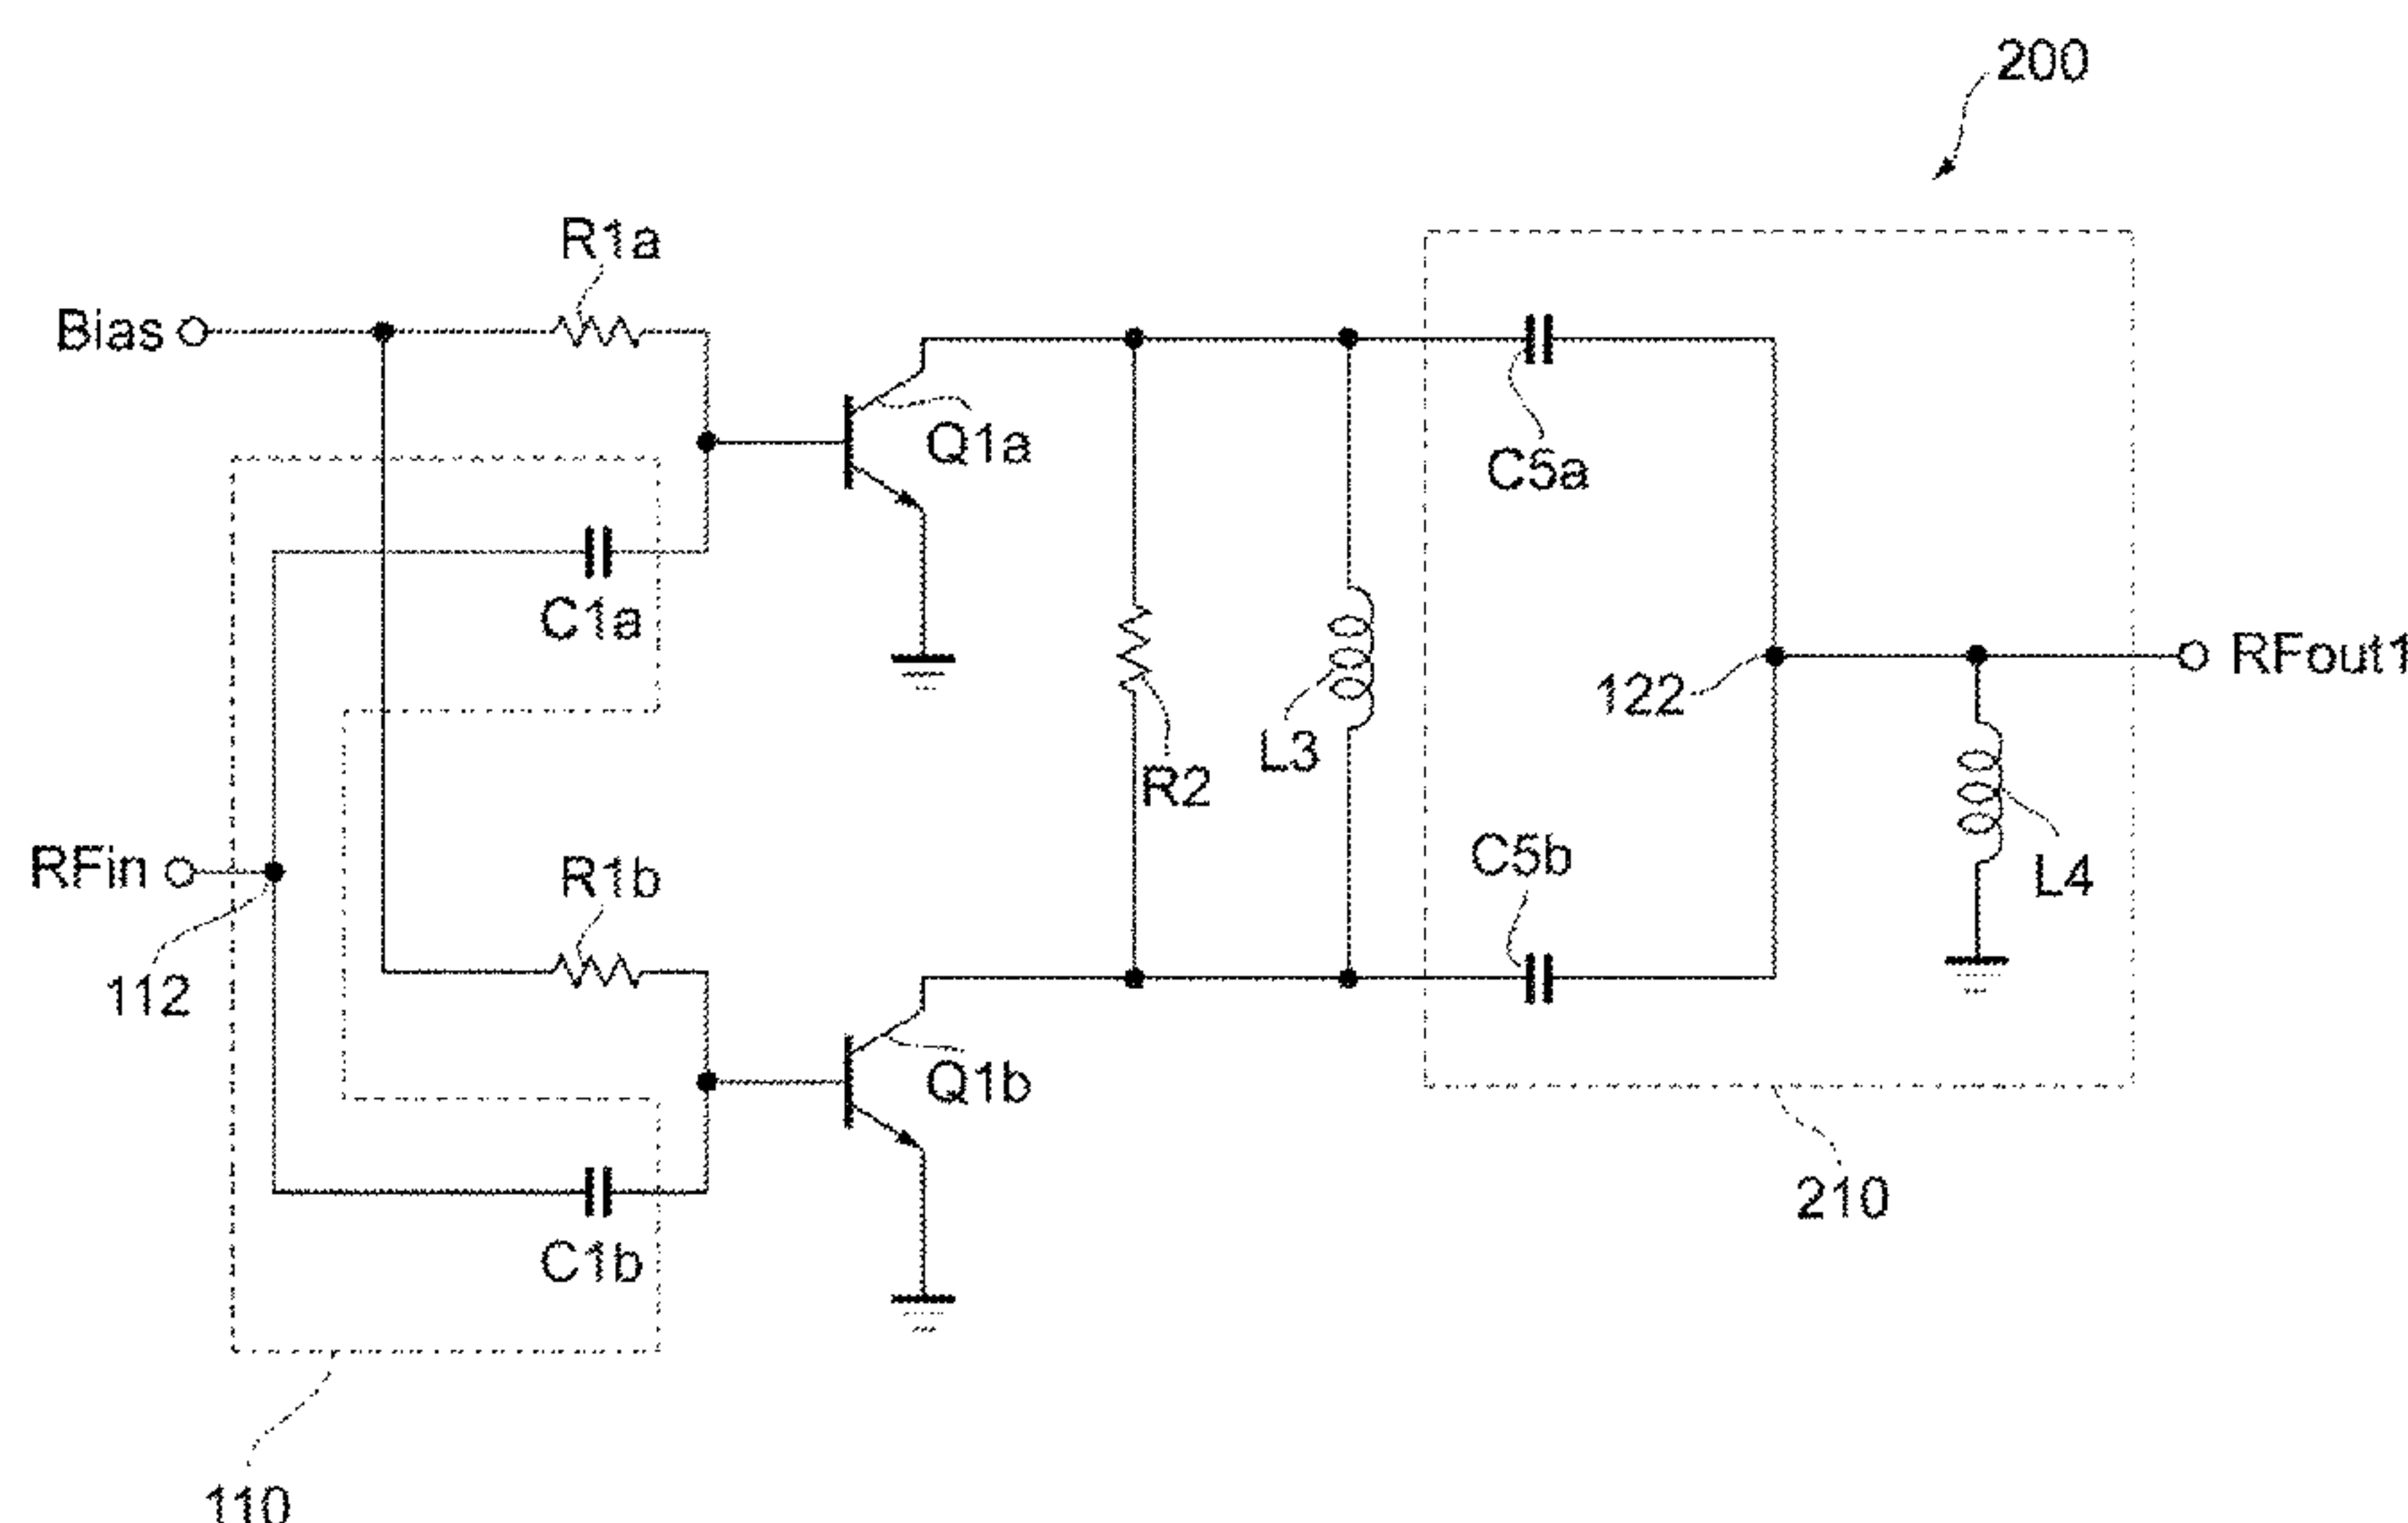 200
R1a
Bias
Q1a
C5a
C1a
RFout1
122
L3
R2
C5b
RFin
R1b
L4
112
Q1b
210
C1b
110